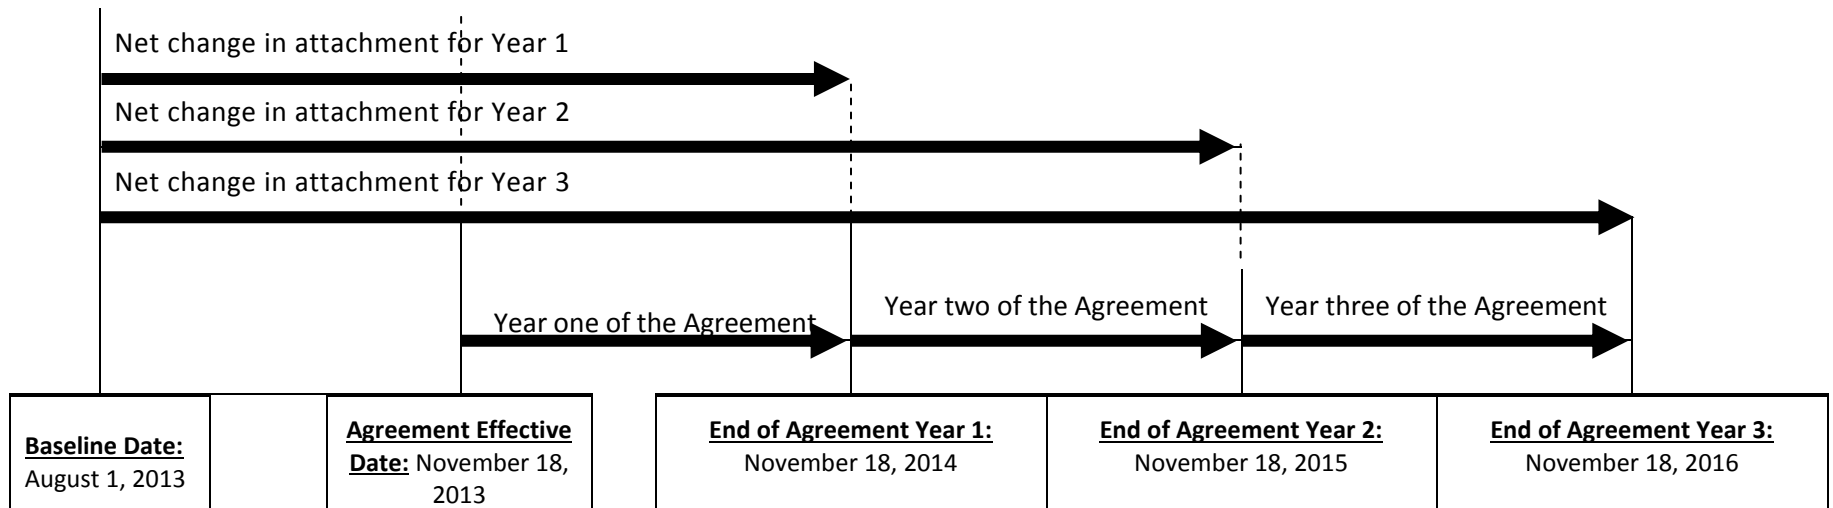 Net change in attachment for Year 1
Net change in attachment for Year 2
Net change in attachment for Year 3
Year one of the Agreement
Year two of the Agreement
Year three of the Agreement
Baseline Date:
August 1, 2013
Agreement Effective
Date: November 18,
2013
End of Agreement Year 1:
November 18, 2014
End of Agreement Year 2:
November 18, 2015
End of Agreement Year 3:
November 18, 2016